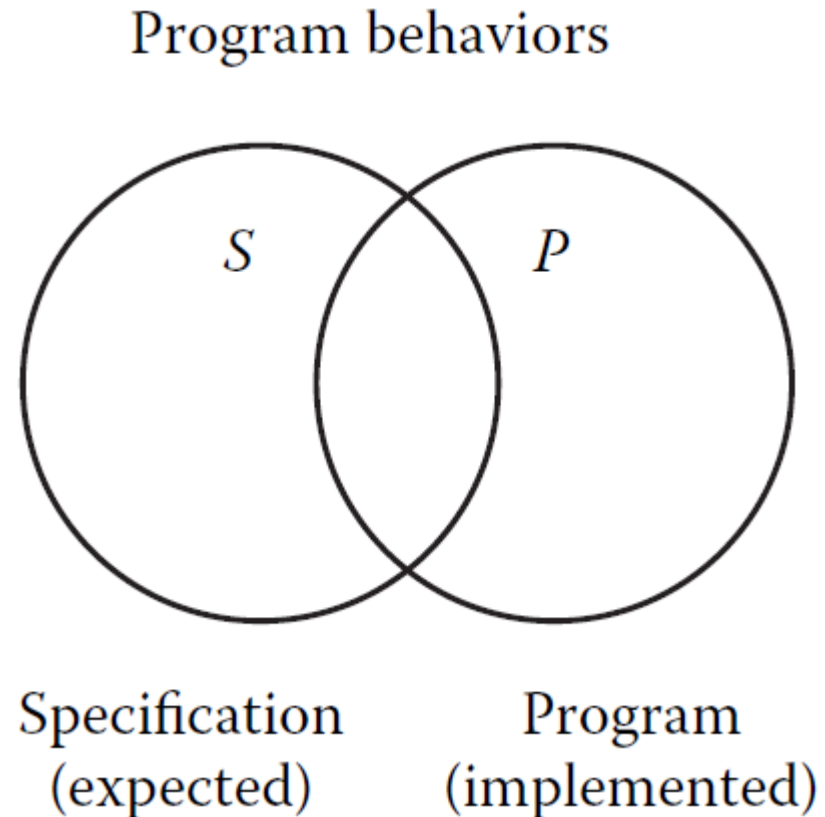 Program behaviors
S
P
Specification
(expected)
Program
(implemented)